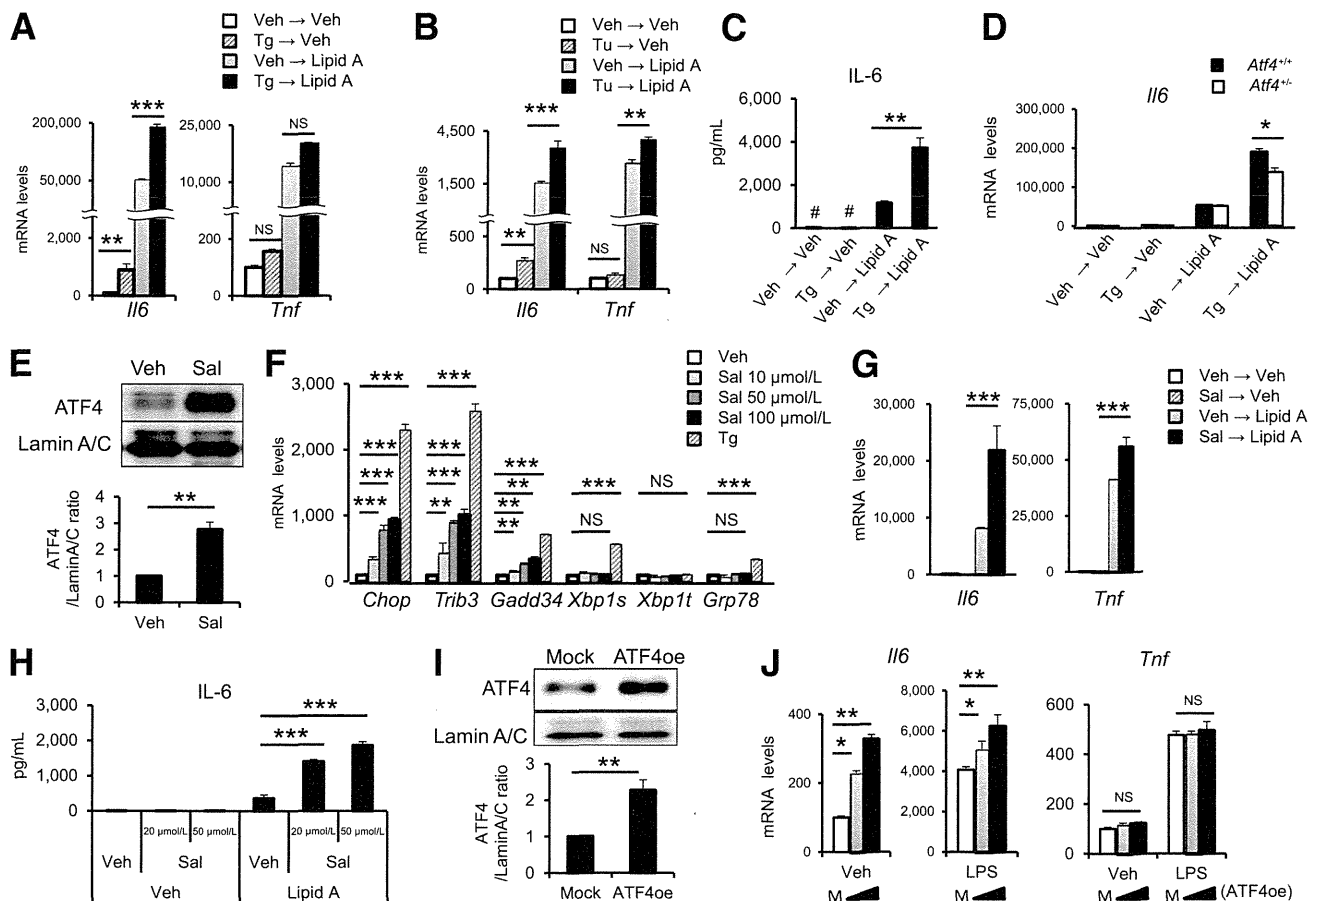 A
Veh → Veh
Tg → Veh
Veh → Lipid A
Tg → Lipid A
mRNA levels
200,000
50,000
2,000
0
***
**
Il6
25,000
10,000
200
0
NS
NS
Tnf
B
Veh → Veh
Tu → Veh
Veh → Lipid A
Tu → Lipid A
mRNA levels
4,500
1,500
500
0
***
**
**
NS
Il6
Tnf
C
IL-6
pg/mL
6,000
4,000
2,000
0
**
#
#
Veh → Veh
Tg → Veh
Veh → Lipid A
Tg → Lipid A
D
Il6
Atf4+/+
Atf4+/-
mRNA levels
300,000
200,000
100,000
0
*
Veh → Veh
Tg → Veh
Veh → Lipid A
Tg → Lipid A
E
Veh Sal
ATF4
Lamin A/C
ATF4
/LaminA/C ratio
4
3
2
1
0
**
Veh Sal
F
Veh
Sal 10 µmol/L
Sal 50 µmol/L
Sal 100 µmol/L
Tg
mRNA levels
3,000
2,000
1,000
0
***
***
***
***
***
***
***
**
***
**
**
**
***
NS
NS
***
NS
Chop Trib3 Gadd34 Xbp1s Xbp1t Grp78
G
Veh → Veh
Sal → Veh
Veh → Lipid A
Sal → Lipid A
mRNA levels
30,000
20,000
10,000
0
***
Il6
75,000
50,000
25,000
0
***
Tnf
H
IL-6
pg/mL
3,000
2,000
1,000
0
***
***
20 µmol/L 50 µmol/L 20 µmol/L 50 µmol/L
Veh Sal Veh Sal
Veh Lipid A
I
Mock ATF4oe
ATF4
Lamin A/C
ATF4
/LaminA/C ratio
3
2
1
0
**
Mock ATF4oe
J
Il6
Tnf
mRNA levels
400
200
0
**
*
Veh
M
8,000
6,000
4,000
2,000
0
**
*
LPS
M
600
400
200
0
NS
NS
Veh LPS
M M (ATF4oe)